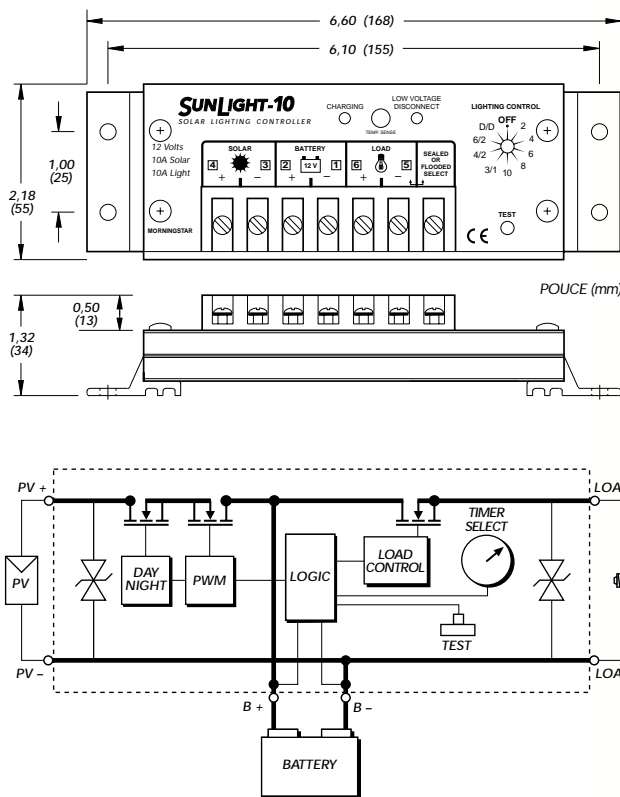 6,60 (168)
6,10 (155)
SUNLIGHT-10
SOLAR LIGHTING CONTROLLER
CHARGING
TEMP. SENSE
LOW VOLTAGE
DISCONNECT
LIGHTING CONTROL
OFF
D/D 2
6/2 4
4/2 6
3/1 10 8
12 Volts
10A Solar
10A Light
SOLAR
4 3
+ −
BATTERY
2 12 V 1
+ −
LOAD
6 5
+ −
SEALED
OR
FLOODED
SELECT
MORNINGSTAR
CE
TEST
1,00
(25)
2,18
(55)
POUCE (mm)
0,50
(13)
1,32
(34)
PV +
LOA
TIMER
SELECT
PV
DAY
NIGHT
PWM
LOGIC
LOAD
CONTROL
TEST
PV −
LOA
B +
B −
BATTERY